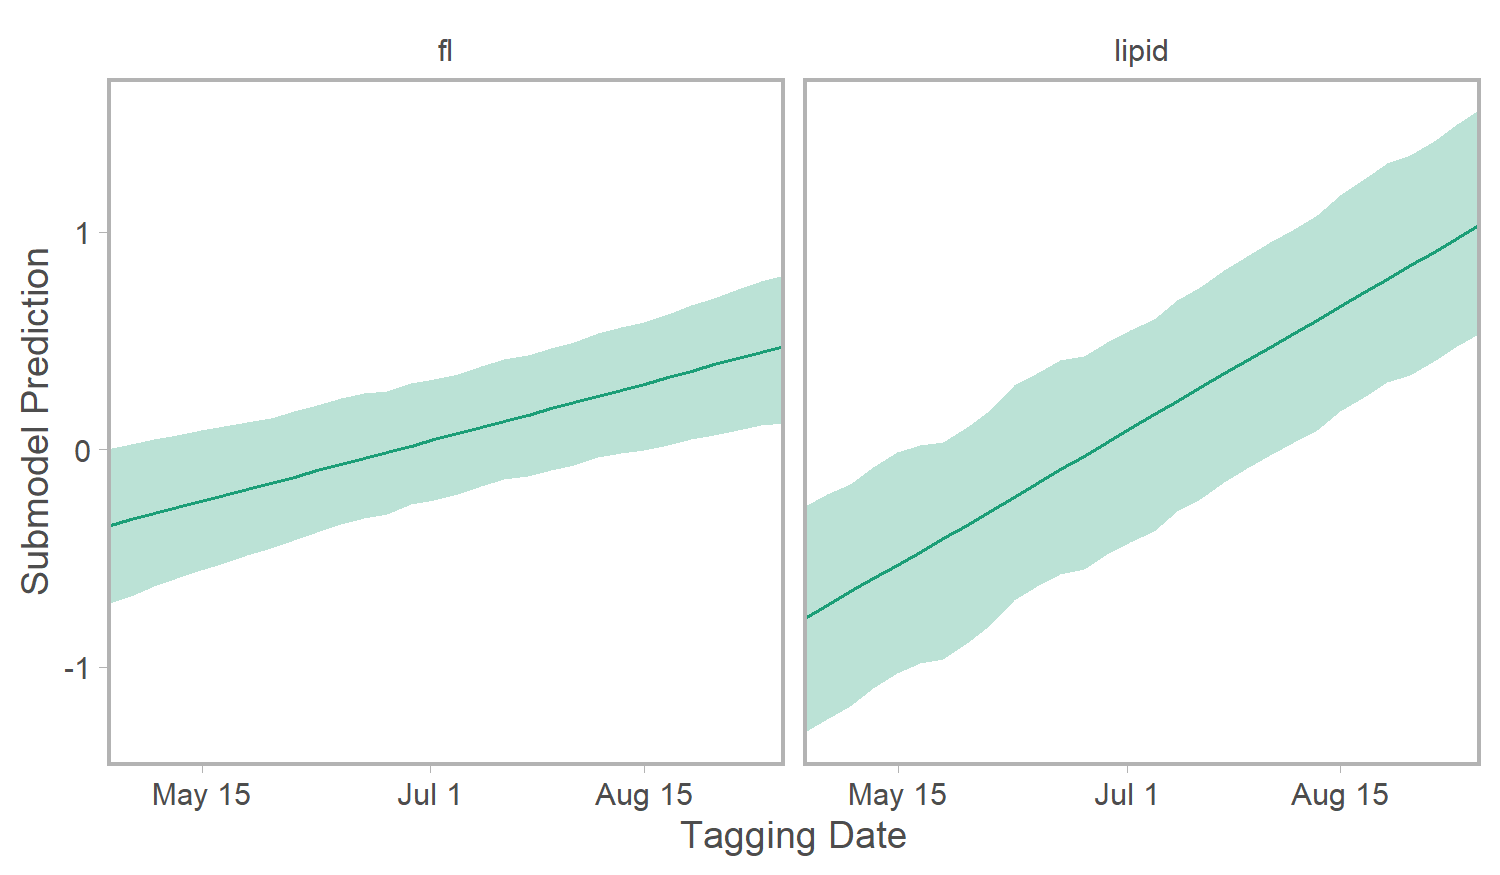 fl
lipid
Submodel Prediction
1
0
-1
May 15
Jul 1
Aug 15
May 15
Jul 1
Aug 15
Tagging Date